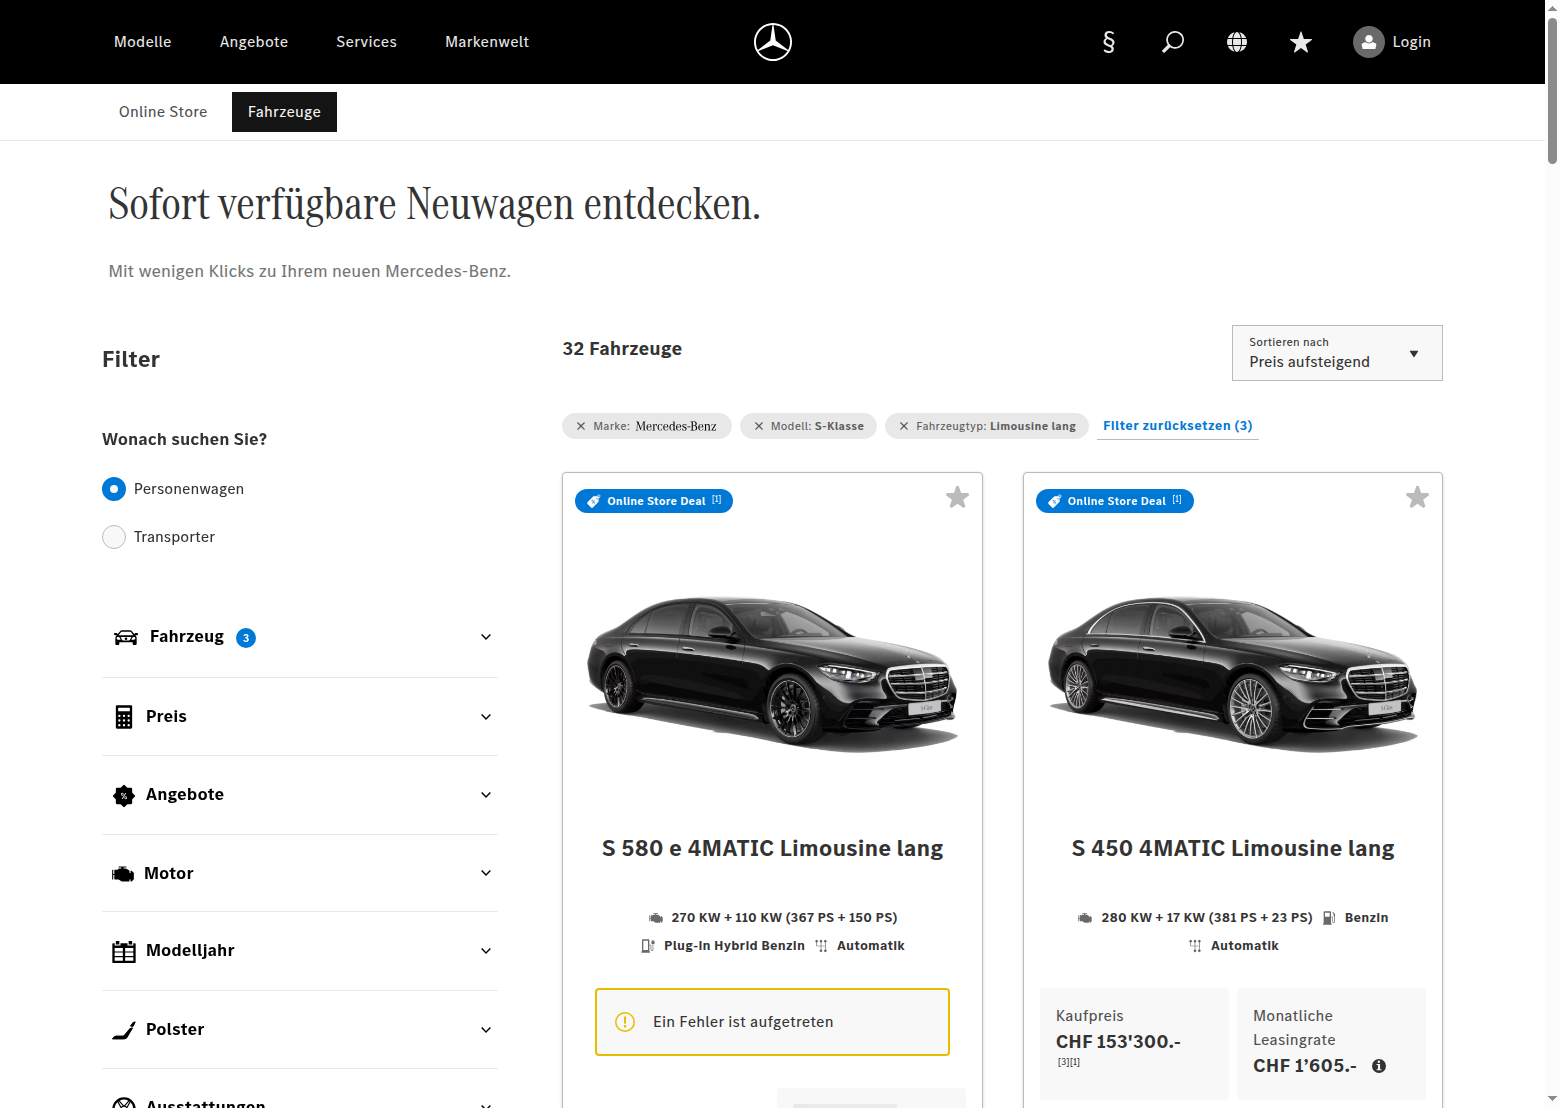 Modelle
Angebote
Services
Markenwelt
§
Login
Online Store
Fahrzeuge
Sofort verfügbare Neuwagen entdecken.
Mit wenigen Klicks zu Ihrem neuen Mercedes-Benz.
Filter
Wonach suchen Sie?
Personenwagen
Transporter
Fahrzeug 3
Preis
Angebote
Motor
Modelljahr
Polster
Ausstattungen
32 Fahrzeuge
Sortieren nach
Preis aufsteigend
Marke: Mercedes-Benz
Modell: S-Klasse
Fahrzeugtyp: Limousine lang
Filter zurücksetzen (3)
Online Store Deal [1]
S 580 e 4MATIC Limousine lang
270 KW + 110 KW (367 PS + 150 PS)
Plug-in Hybrid Benzin Automatik
Ein Fehler ist aufgetreten
Online Store Deal [1]
S 450 4MATIC Limousine lang
280 KW + 17 KW (381 PS + 23 PS) Benzin
Automatik
Kaufpreis
CHF 153'300.-
[3][1]
Monatliche
Leasingrate
CHF 1’605.-